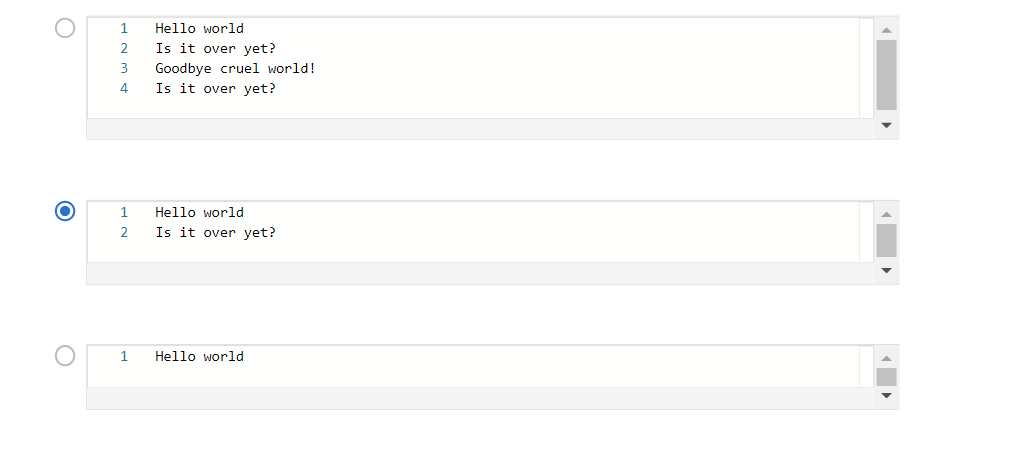 1 Hello world
2 Is it over yet?
3 Goodbye cruel world!
4 Is it over yet?
1 Hello world
2 Is it over yet?
1 Hello world